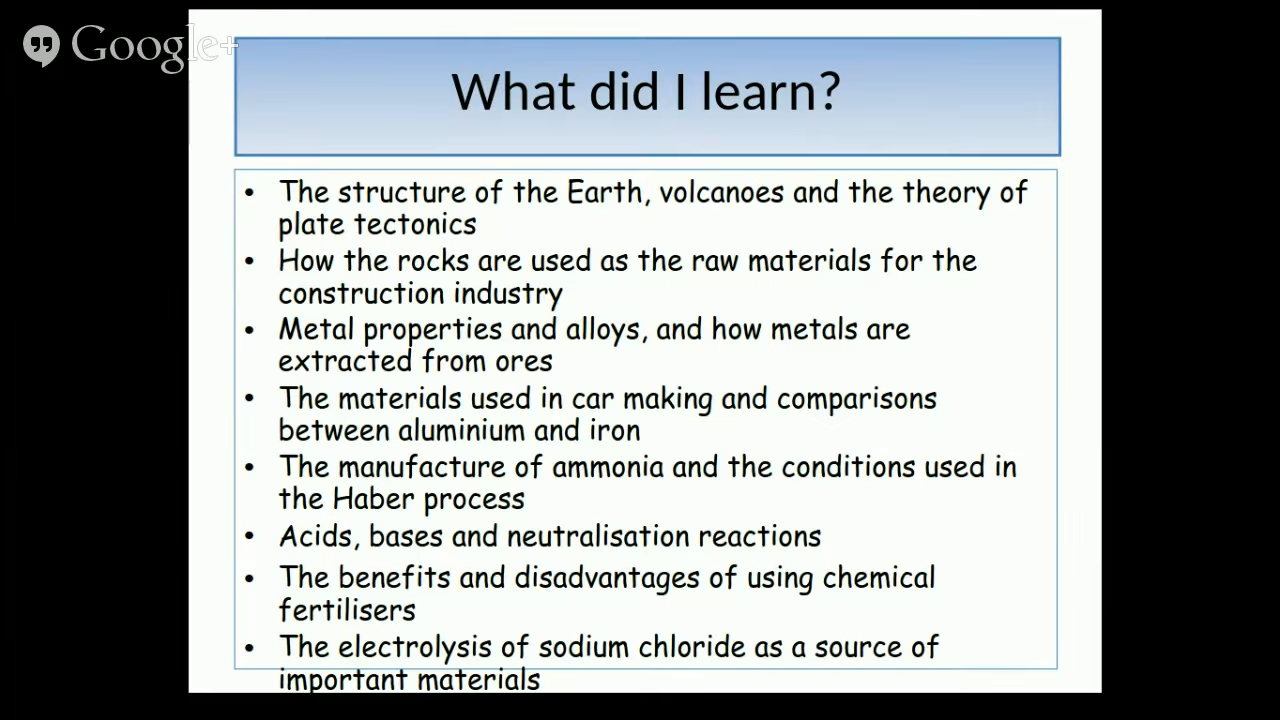 Google+
What did I learn?
• The structure of the Earth, volcanoes and the theory of
plate tectonics
• How the rocks are used as the raw materials for the
construction industry
• Metal properties and alloys, and how metals are
extracted from ores
• The materials used in car making and comparisons
between aluminium and iron
• The manufacture of ammonia and the conditions used in
the Haber process
• Acids, bases and neutralisation reactions
• The benefits and disadvantages of using chemical
fertilisers
• The electrolysis of sodium chloride as a source of
important materials